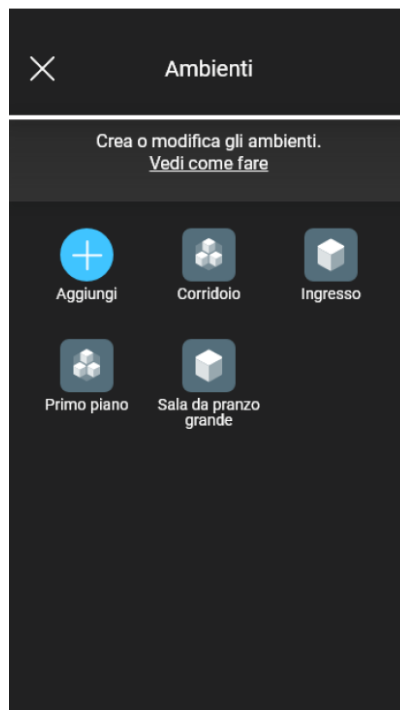 Ambienti
Crea o modifica gli ambienti.
Vedi come fare
Aggiungi
Corridoio
Ingresso
Primo piano
Sala da pranzo
grande